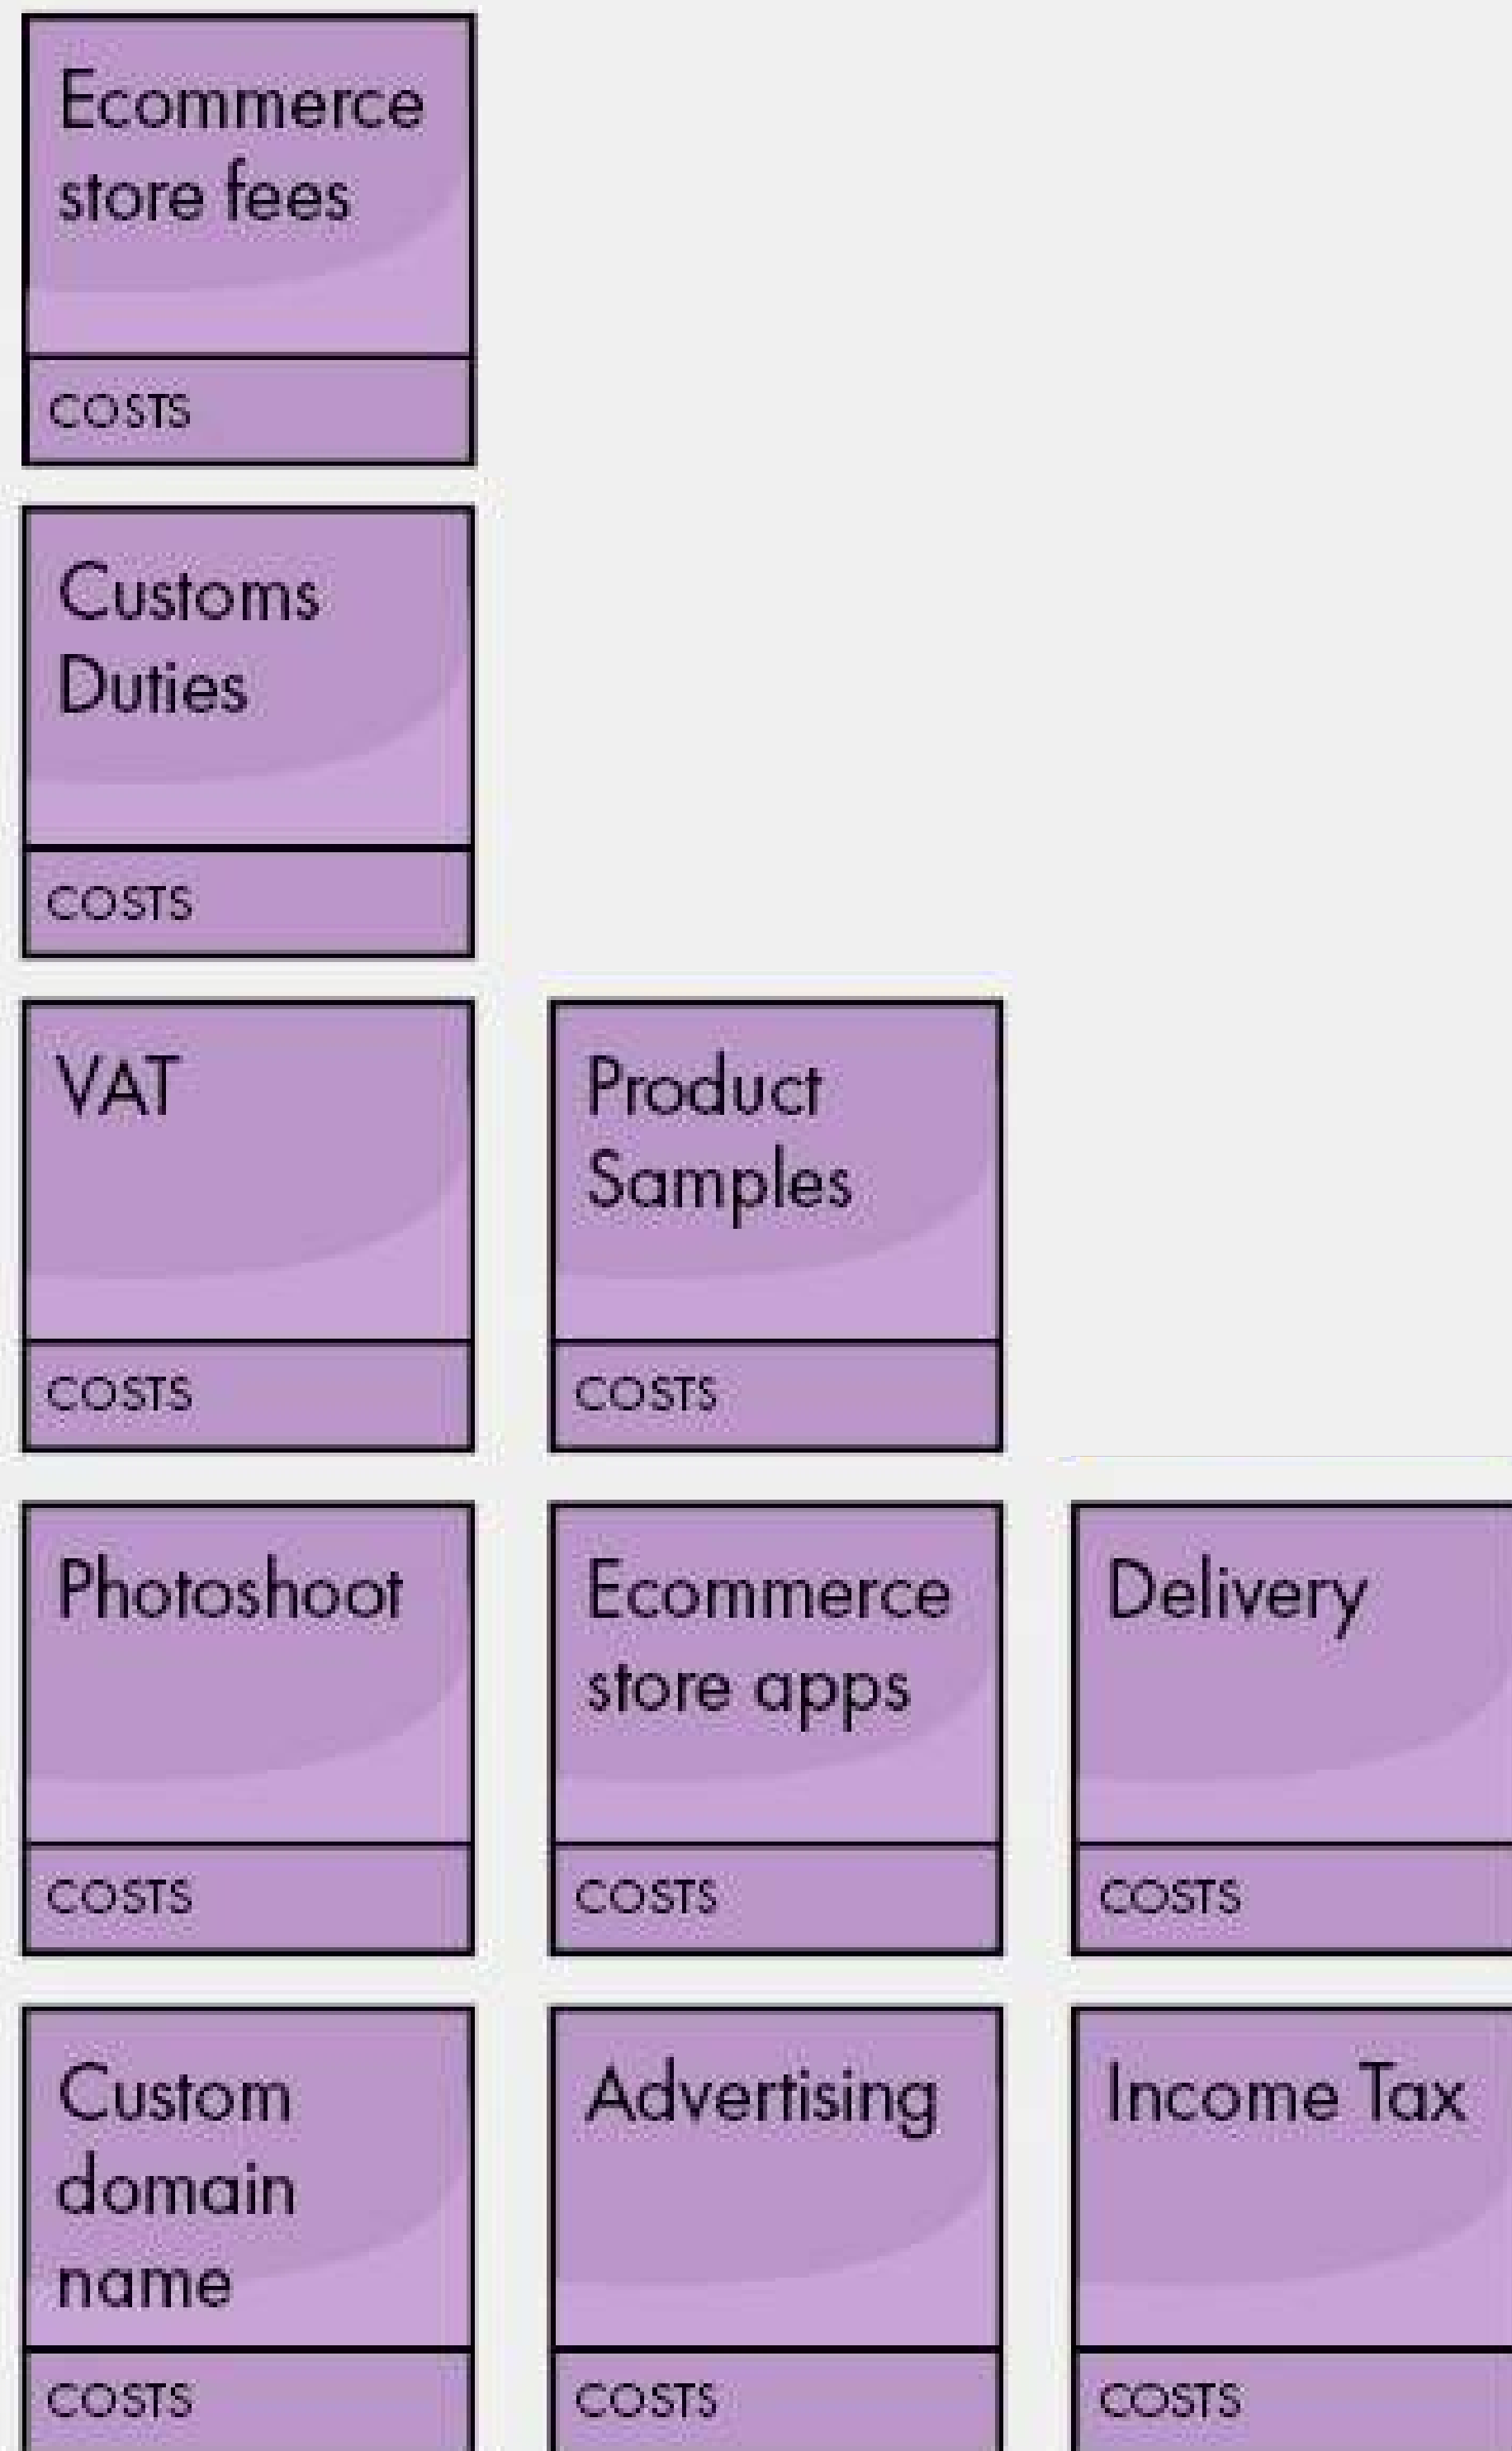 Ecommerce
store fees
COSTS
Customs
Duties
COSTS
VAT
COSTS
Product
Samples
COSTS
Photoshoot
COSTS
Ecommerce
store apps
COSTS
Delivery
COSTS
Custom
domain
name
COSTS
Advertising
COSTS
Income Tax
COSTS